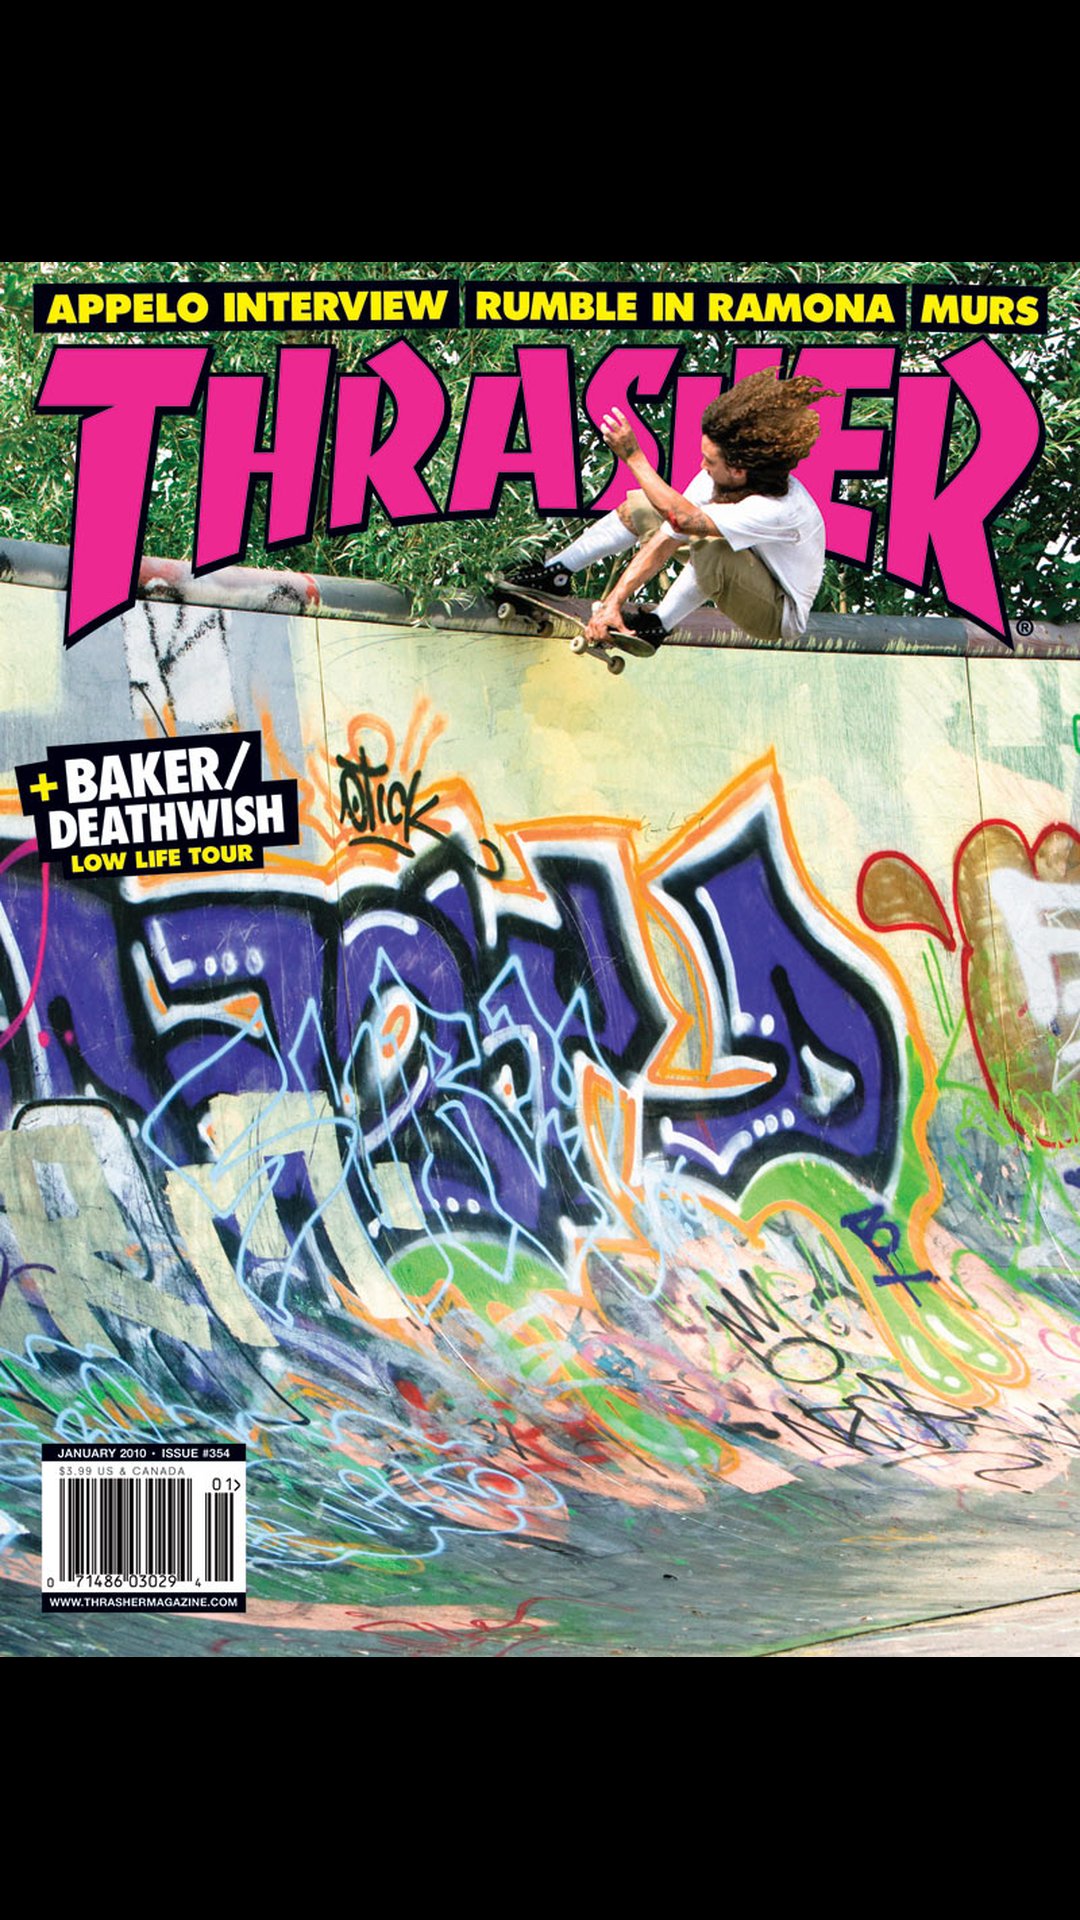 APPELO INTERVIEW RUMBLE IN RAMONA MURS
THRASHER
®
+ BAKER/
DEATHWISH
LOW LIFE TOUR
STICK
JANUARY 2010 • ISSUE #354
$3.99 US & CANADA
01>
0 71486 03029 4
WWW.THRASHERMAGAZINE.COM